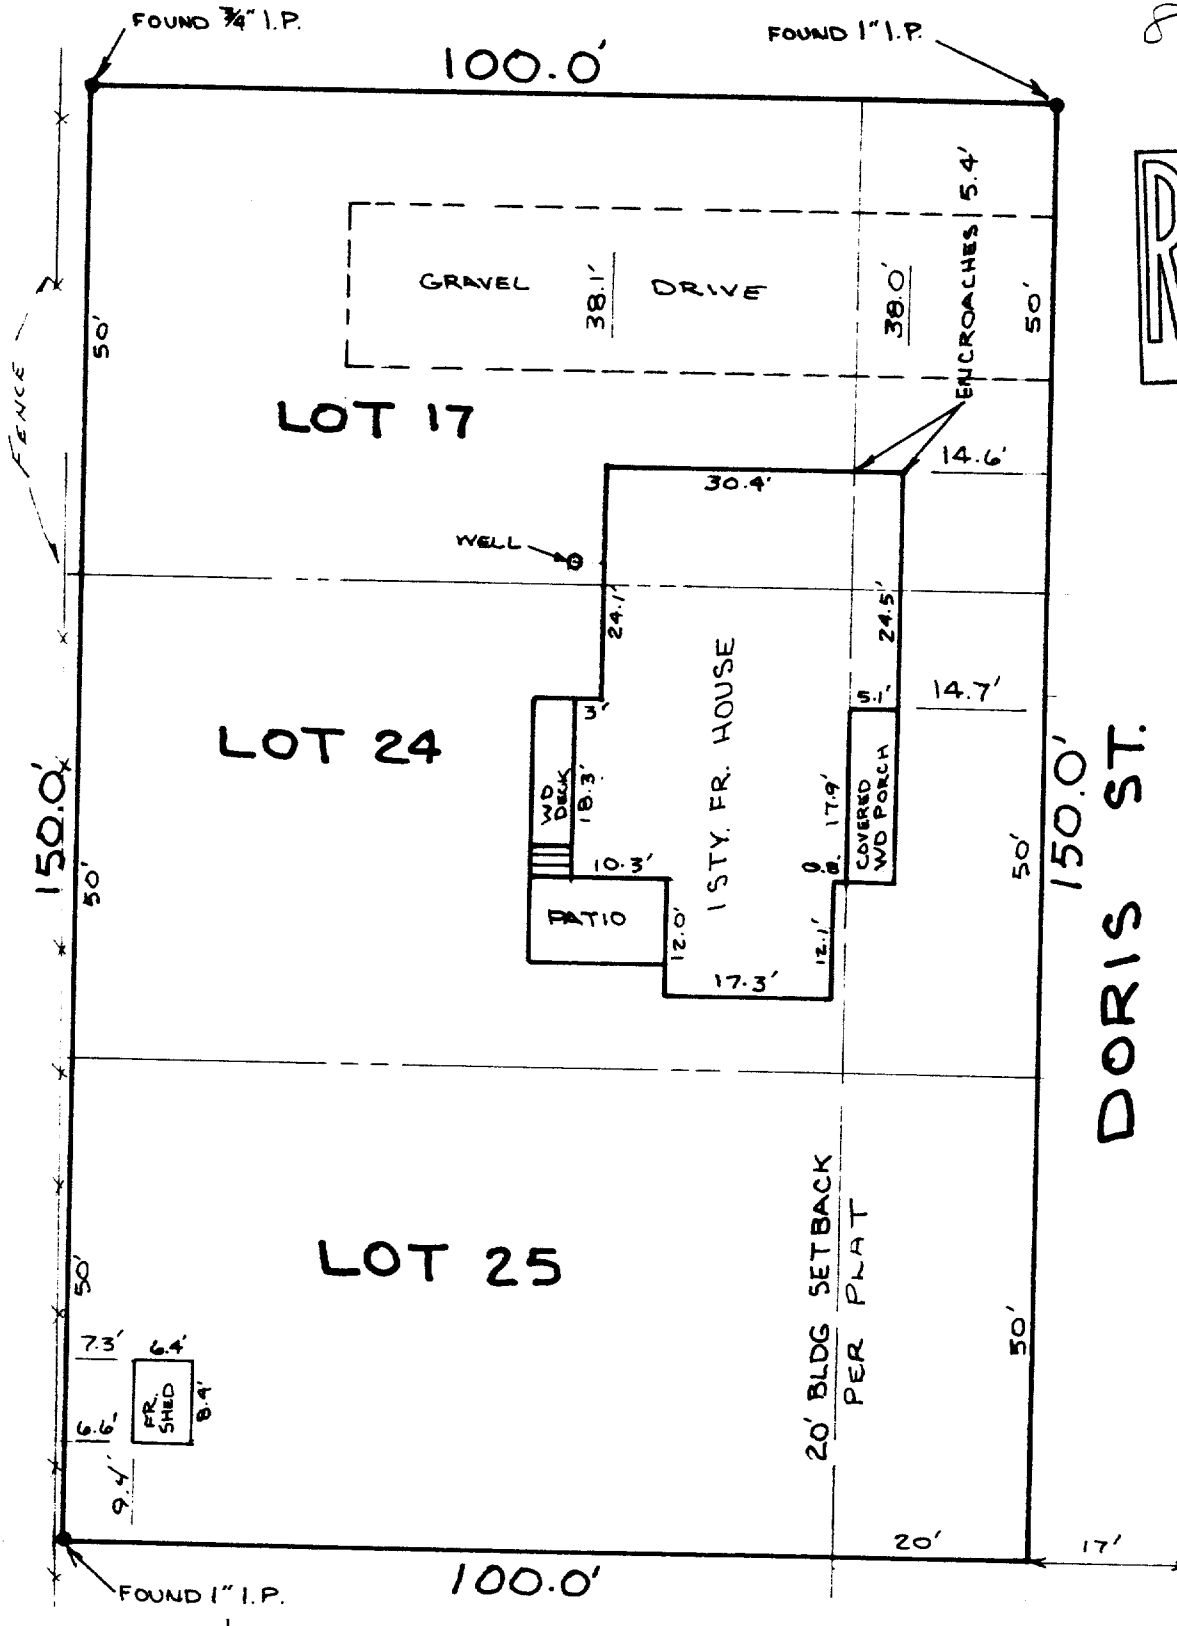 FOUND 3/4" I.P.
FOUND 1" I.P.
8
100.0'
ENCROACHES 5.4'
R
GRAVEL
DRIVE
38.1'
38.0'
50'
50'
FENCE
LOT 17
14.6'
30.4'
WELL
24.1'
24.5'
1 STY. FR. HOUSE
5.1'
14.7'
3'
LOT 24
WD
DECK
18.3'
17.9'
COVERED
WD PORCH
150.0'
50'
50'
150.0'
DORIS ST.
10.3'
0.8'
PATIO
12.0'
12.1'
17.3'
LOT 25
20' BLDG SETBACK
PER PLAT
50'
50'
7.3'
6.4'
FR.
SHED
8.4'
6.6'
9.4'
20'
17'
100.0'
FOUND 1" I.P.